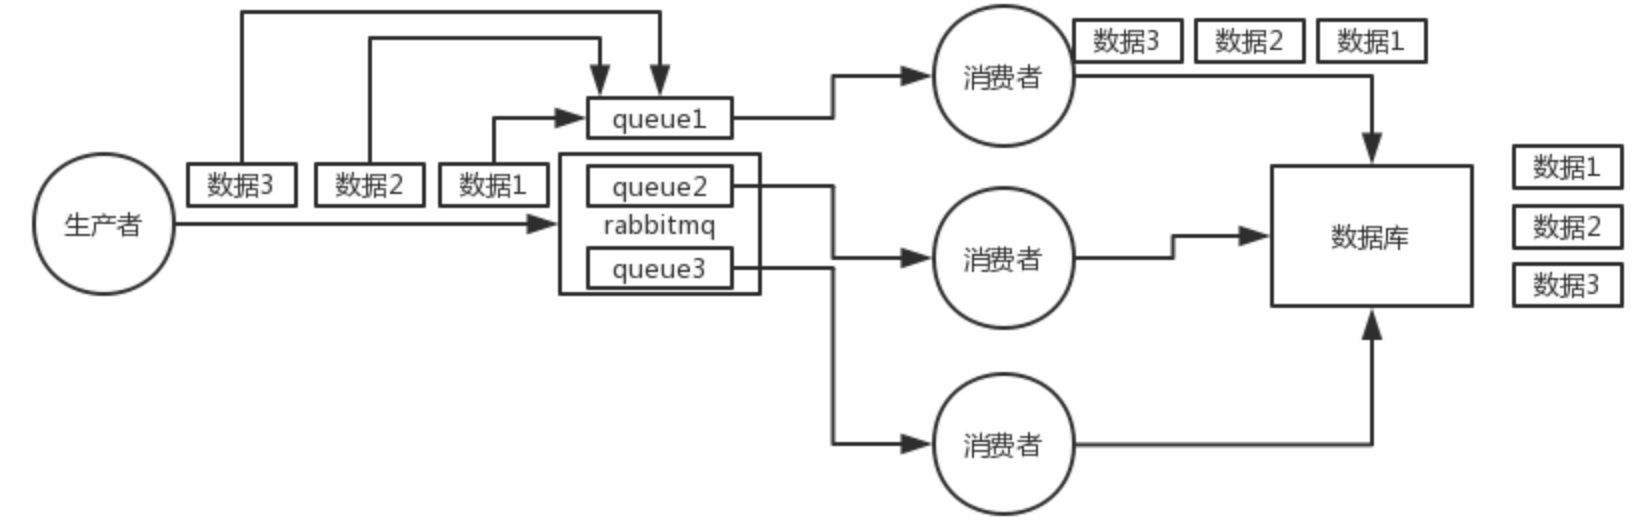 数据3
数据2
数据1
消费者
queue1
数据3
数据2
数据1
queue2
生产者
rabbitmq
queue3
消费者
数据库
数据1
数据2
数据3
消费者